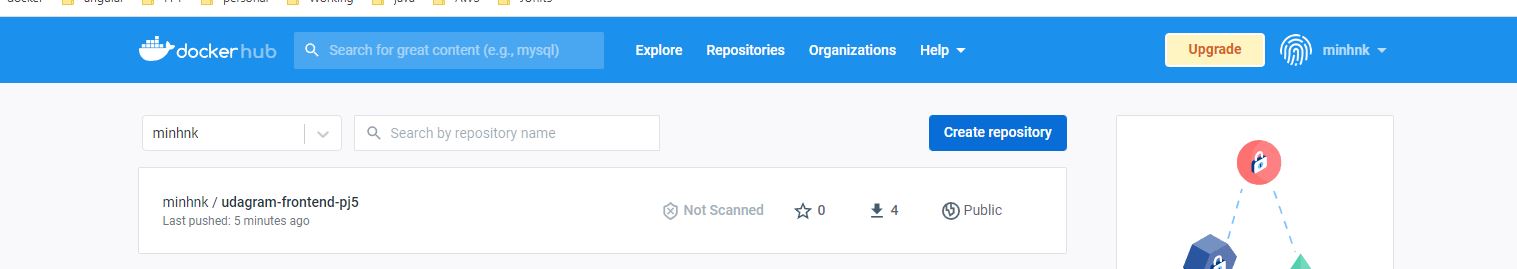 docker angular FPT personal Working java AWS JUnits
dockerhub Search for great content (e.g., mysql) Explore Repositories Organizations Help Upgrade minhnk
minhnk Search by repository name Create repository
minhnk / udagram-frontend-pj5 Not Scanned 0 4 Public
Last pushed: 5 minutes ago